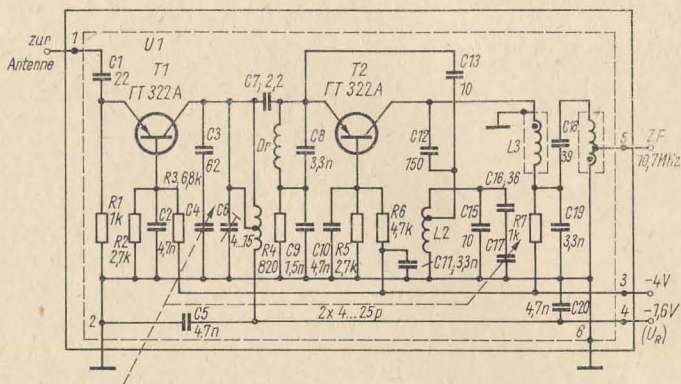 zur
Antenne
1
U1
C1
22
T1
ГТ 322А
C7, 2,2
T2
ГТ 322А
C13
10
C3
62
Dr
C8
3,3n
C12
150
L3
C18
39
5
ZF
10,7MHz
R1
1k
R2
2,7k
R3, 6,8k
C2
4,7n
C4
C6
4...15
R4
820
C9
1,5n
C10
4,7n
R5
2,7k
R6
4,7k
L2
C11, 3,3n
C15
10
C16, 36
C17
R7
1k
C19
3,3n
3
-4V
2
C5
4,7n
2x 4...25p
4,7n
C20
4
-1,6V
(UR)
6